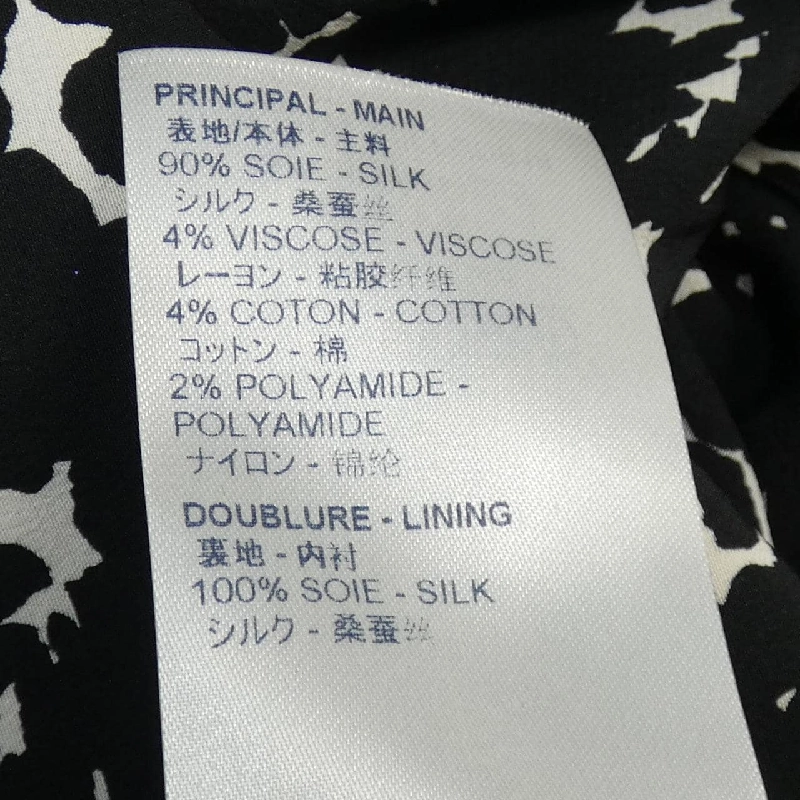 PRINCIPAL - MAIN
表地/本体 - 主料
90% SOIE - SILK
シルク - 桑蚕丝
4% VISCOSE - VISCOSE
レーヨン - 粘胶纤维
4% COTON - COTTON
コットン - 棉
2% POLYAMIDE -
POLYAMIDE
ナイロン - 锦纶
DOUBLURE - LINING
裏地 - 内衬
100% SOIE - SILK
シルク - 桑蚕丝